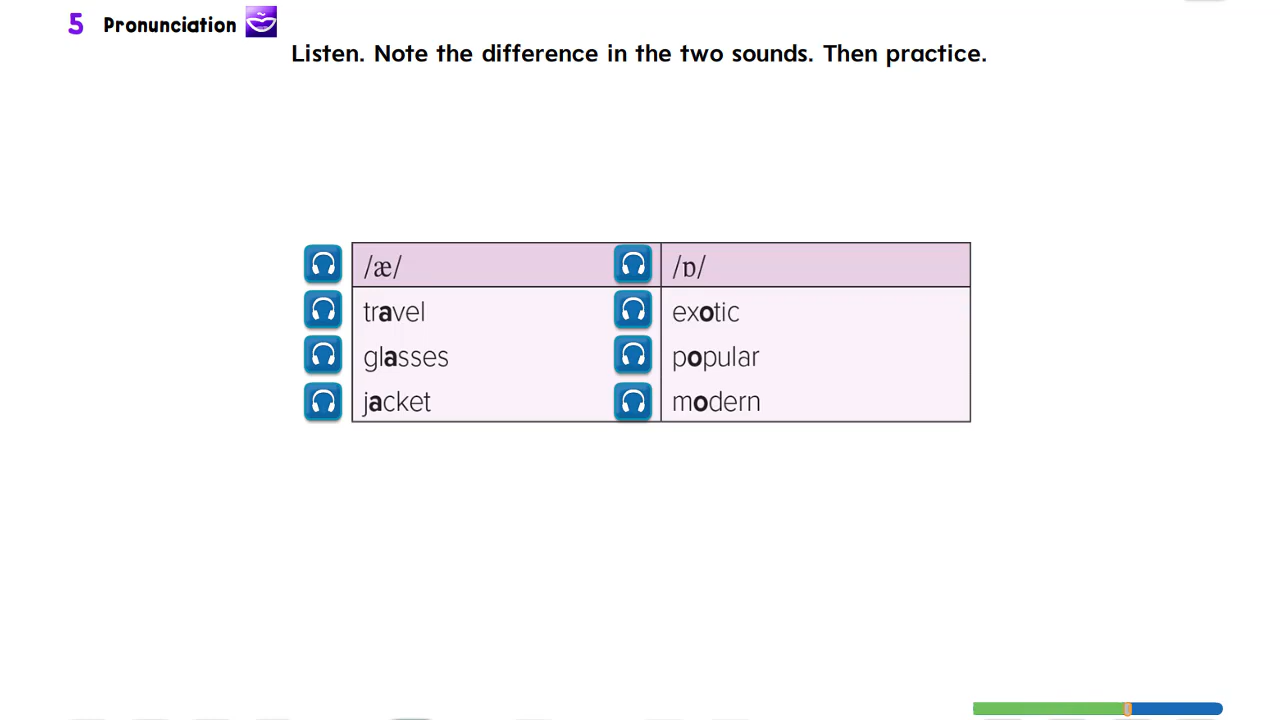 5 Pronunciation
Listen. Note the difference in the two sounds. Then practice.
/æ/ /ɒ/
travel exotic
glasses popular
jacket modern